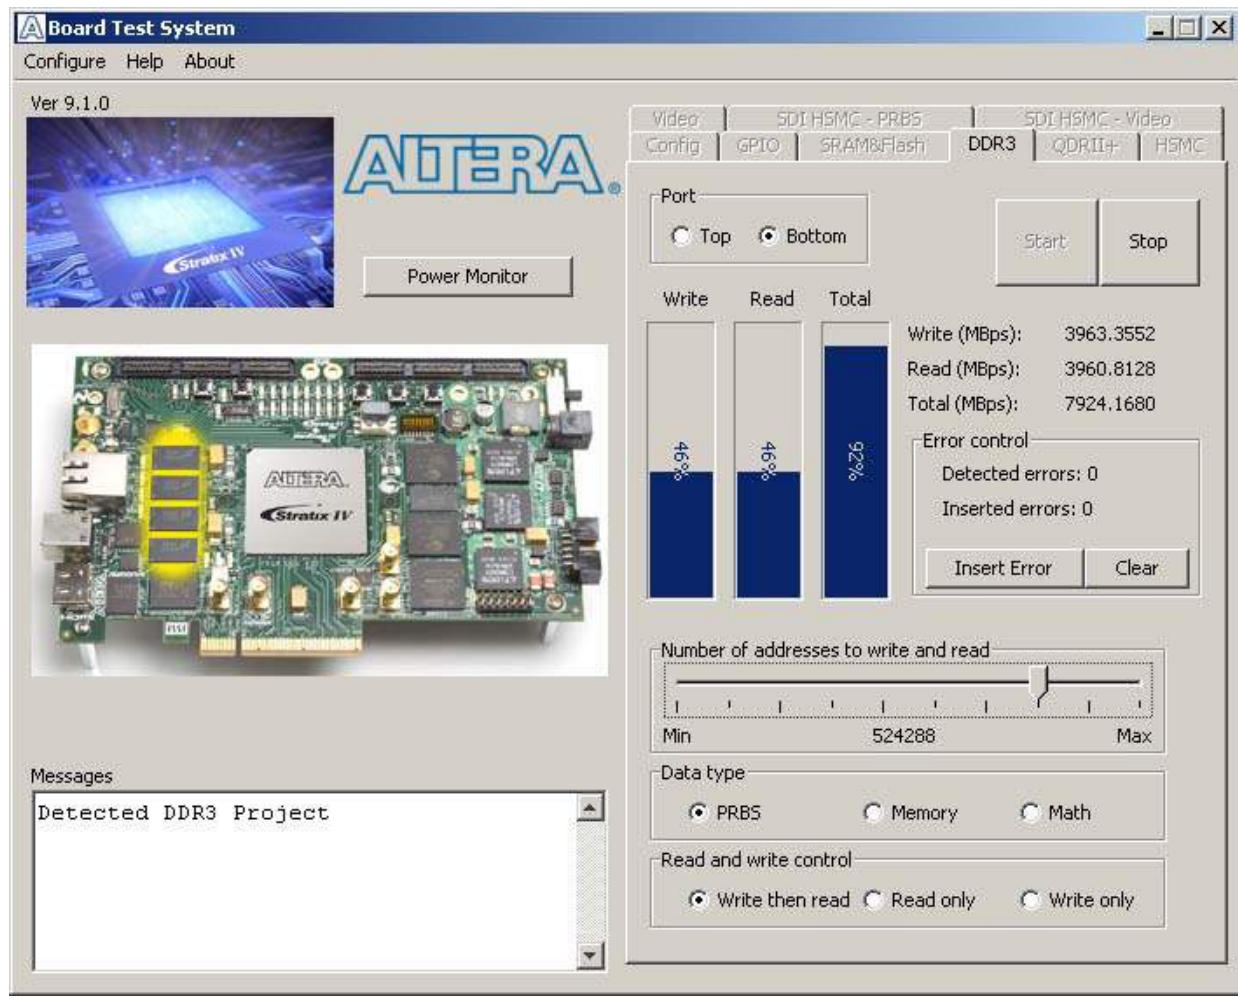 Board Test System
Configure Help About
Ver 9.1.0
Stratix IV
ALTERA®
Power Monitor
ALTERA
Stratix IV
Messages
Detected DDR3 Project
Video SDI HSMC - PRBS SDI HSMC - Video
Config GPIO SRAM&Flash DDR3 QDRII+ HSMC
Port
Top Bottom
Start Stop
Write Read Total
46% 46% 92%
Write (MBps): 3963.3552
Read (MBps): 3960.8128
Total (MBps): 7924.1680
Error control
Detected errors: 0
Inserted errors: 0
Insert Error Clear
Number of addresses to write and read
Min 524288 Max
Data type
PRBS Memory Math
Read and write control
Write then read Read only Write only